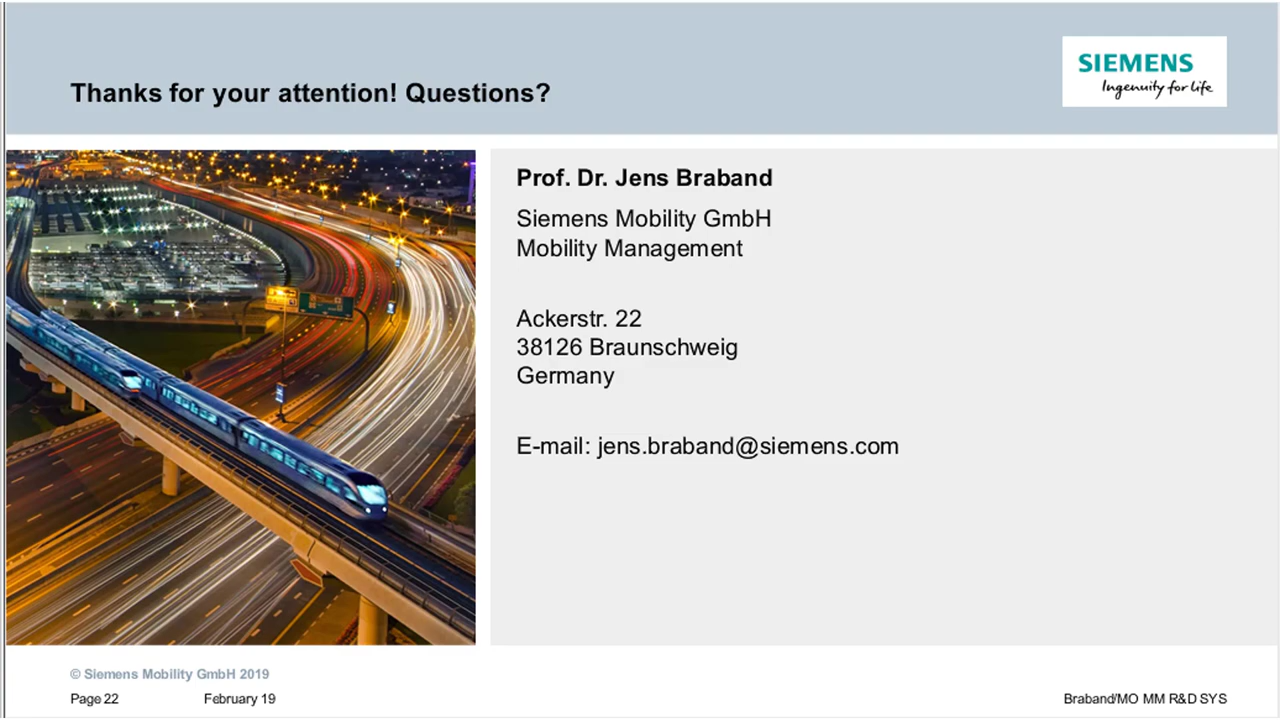 Thanks for your attention! Questions?
SIEMENS
Ingenuity for life
Prof. Dr. Jens Braband
Siemens Mobility GmbH
Mobility Management
Ackerstr. 22
38126 Braunschweig
Germany
E-mail: jens.braband@siemens.com
© Siemens Mobility GmbH 2019
Page 22
February 19
Braband/MO MM R&D SYS